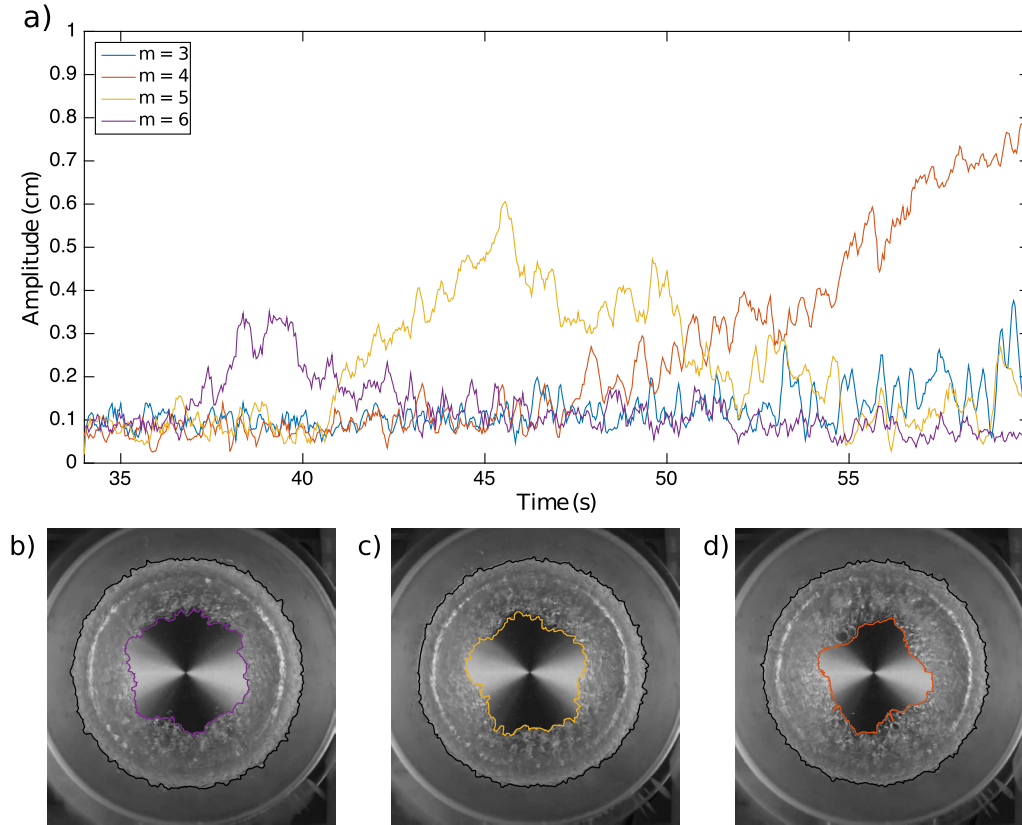 a)
1
0.9
0.8
0.7
0.6
0.5
0.4
0.3
0.2
0.1
0
Amplitude (cm)
m = 3
m = 4
m = 5
m = 6
35 40 45 50 55
Time (s)
b) c) d)